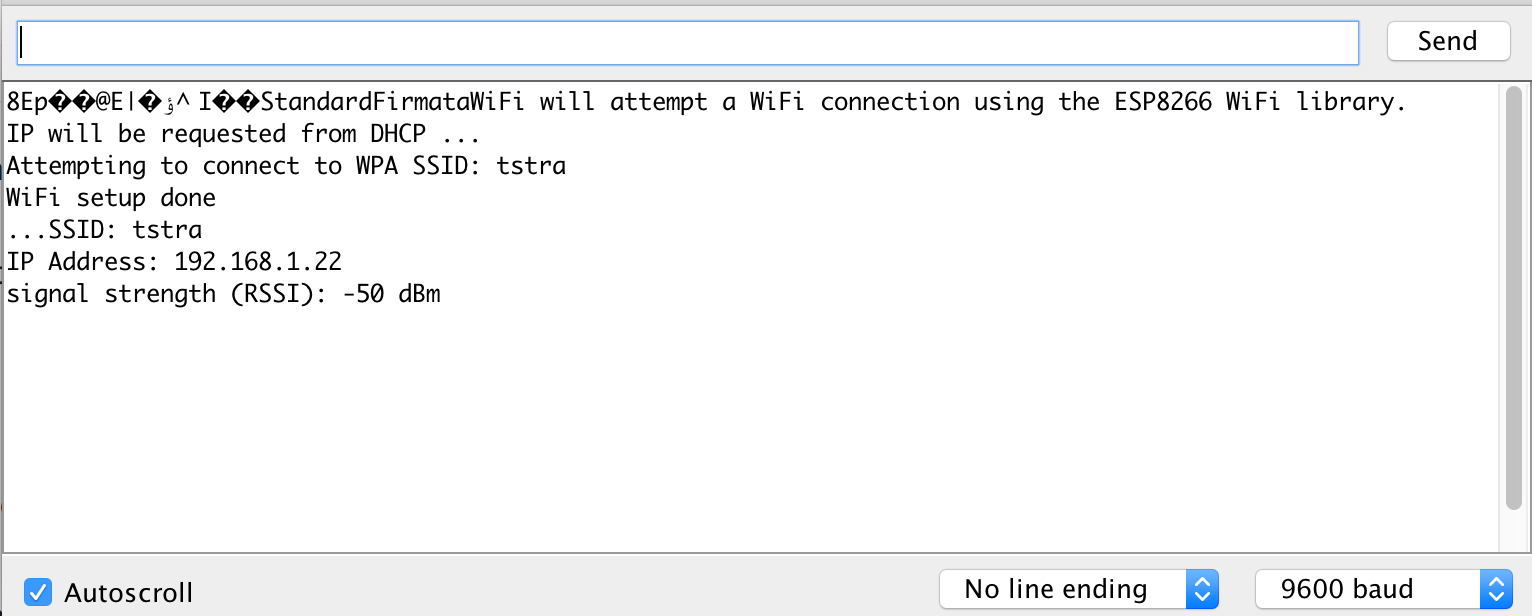 Send
8Ep��@E|�ۏ^ I��StandardFirmataWiFi will attempt a WiFi connection using the ESP8266 WiFi library.
IP will be requested from DHCP ...
Attempting to connect to WPA SSID: tstra
WiFi setup done
...SSID: tstra
IP Address: 192.168.1.22
signal strength (RSSI): -50 dBm
Autoscroll
No line ending
9600 baud